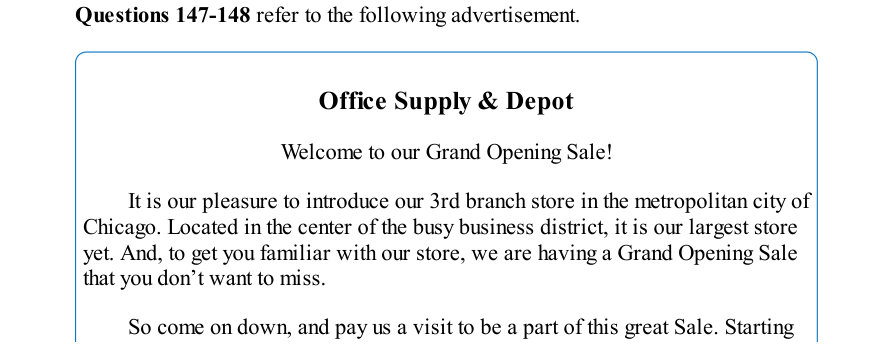 Questions 147-148 refer to the following advertisement.
Office Supply & Depot
Welcome to our Grand Opening Sale!
It is our pleasure to introduce our 3rd branch store in the metropolitan city of
Chicago. Located in the center of the busy business district, it is our largest store
yet. And, to get you familiar with our store, we are having a Grand Opening Sale
that you don’t want to miss.
So come on down, and pay us a visit to be a part of this great Sale. Starting